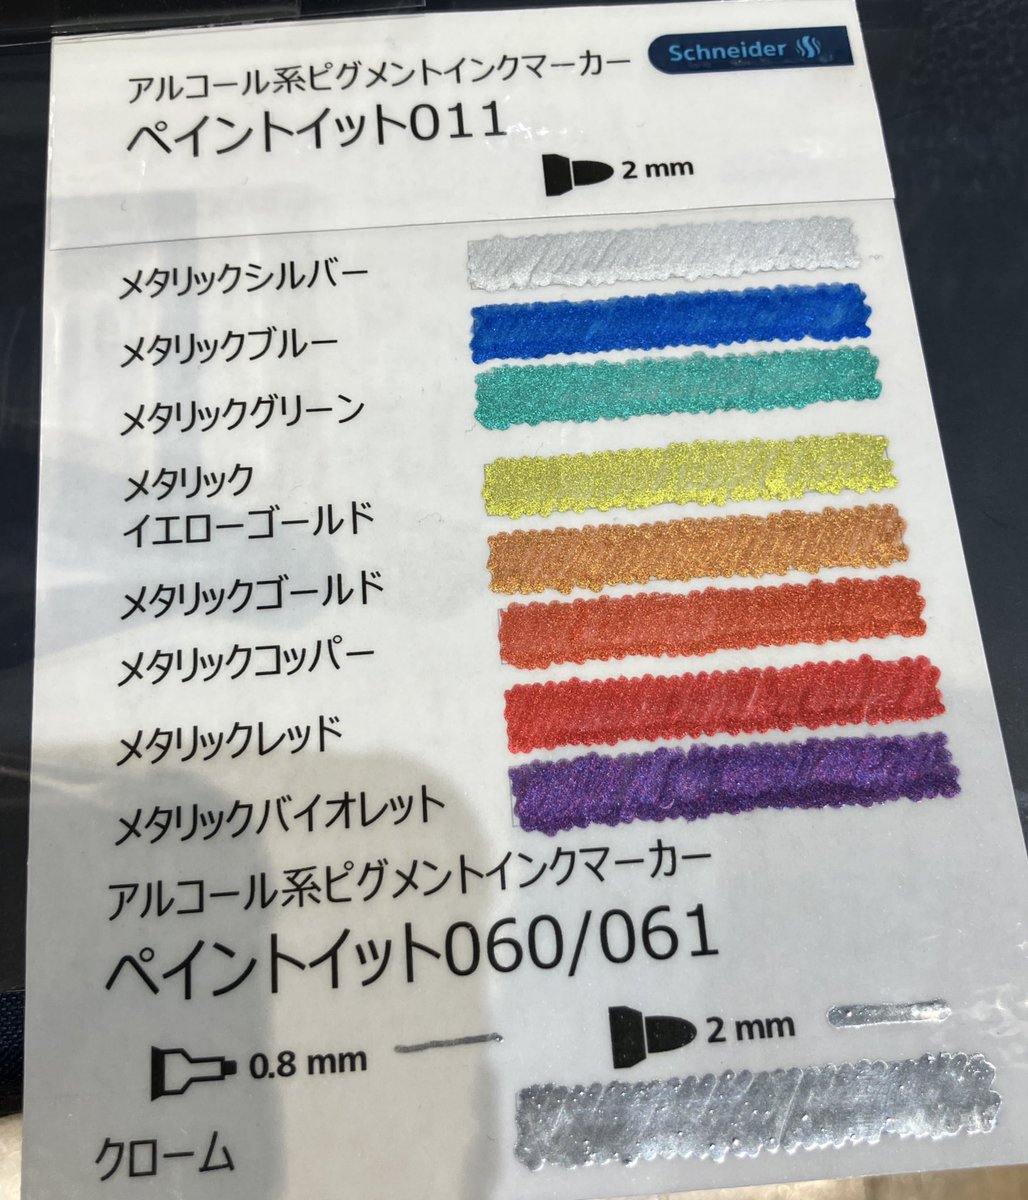 Schneider
アルコール系ピグメントインクマーカー
ペイントイット011
2 mm
メタリックシルバー
メタリックブルー
メタリックグリーン
メタリック
イエローゴールド
メタリックゴールド
メタリックコッパー
メタリックレッド
メタリックバイオレット
アルコール系ピグメントインクマーカー
ペイントイット060/061
0.8 mm
2 mm
クローム